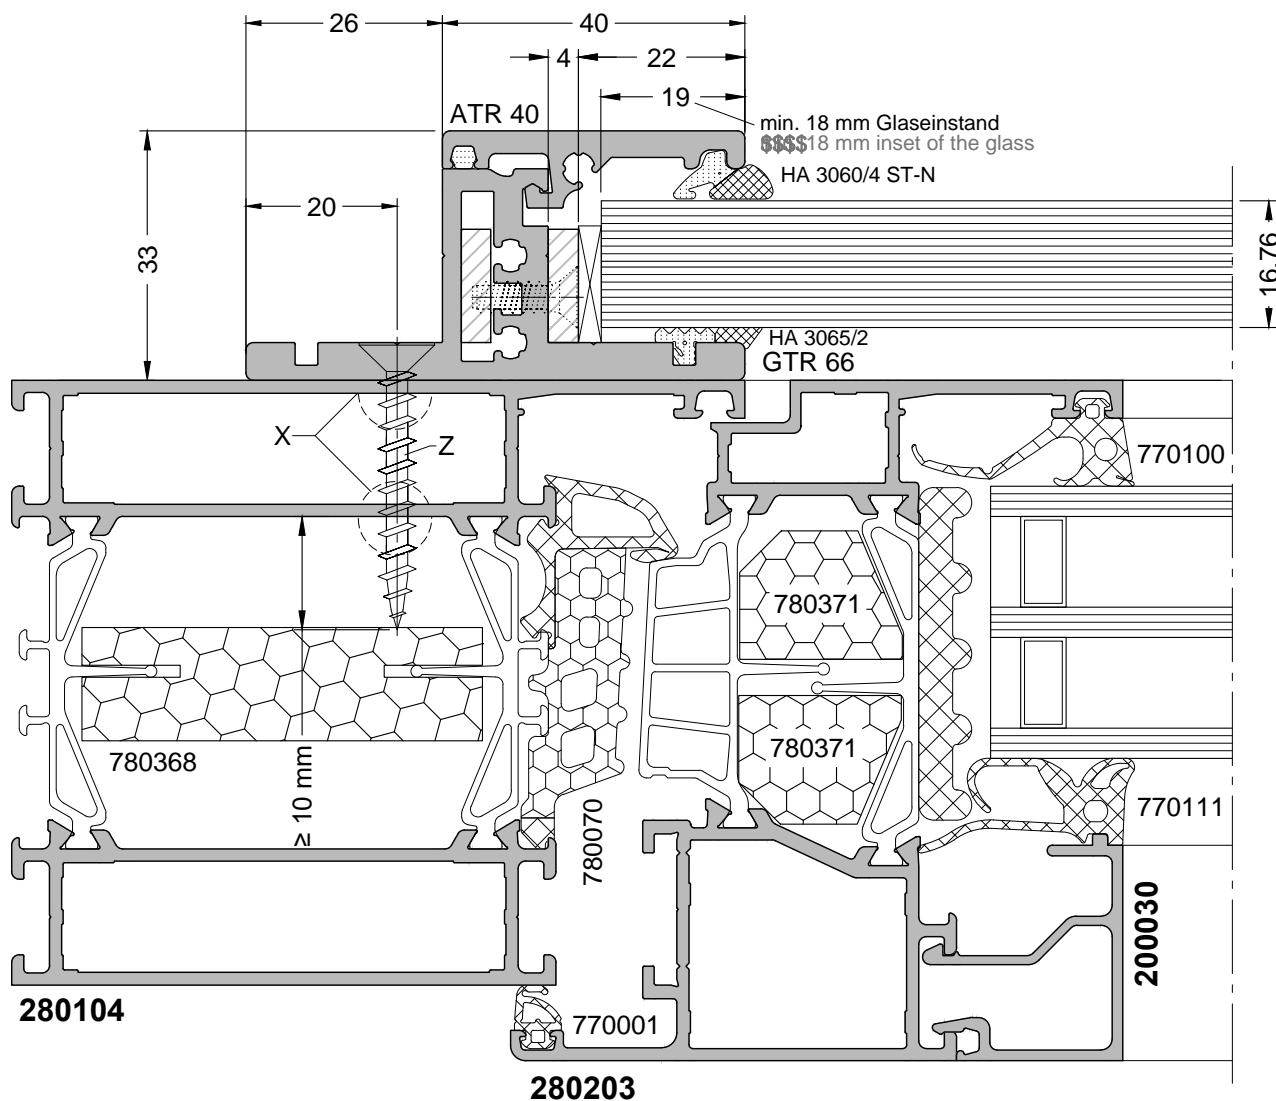 26
40
4
22
19
ATR 40
min. 18 mm Glaseinstand
$$$$18 mm inset of the glass
HA 3060/4 ST-N
20
33
16,76
HA 3065/2
GTR 66
X
Z
770100
780371
780371
780368
≥ 10 mm
780070
770111
200030
280104
770001
280203